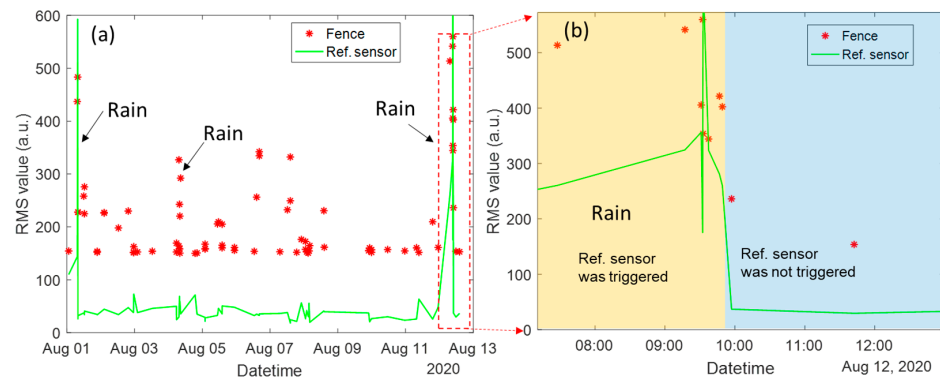 (a)
Fence
Ref. sensor
Rain
Rain
Rain
RMS value (a.u.)
600
500
400
300
200
100
0
Aug 01
Aug 03
Aug 05
Aug 07
Aug 09
Aug 11
Aug 13
Datetime
2020
(b)
Fence
Ref. sensor
RMS value (a.u.)
500
400
300
200
100
0
Rain
Ref. sensor
was triggered
Ref. sensor
was not triggered
08:00
09:00
10:00
11:00
12:00
Datetime
Aug 12, 2020